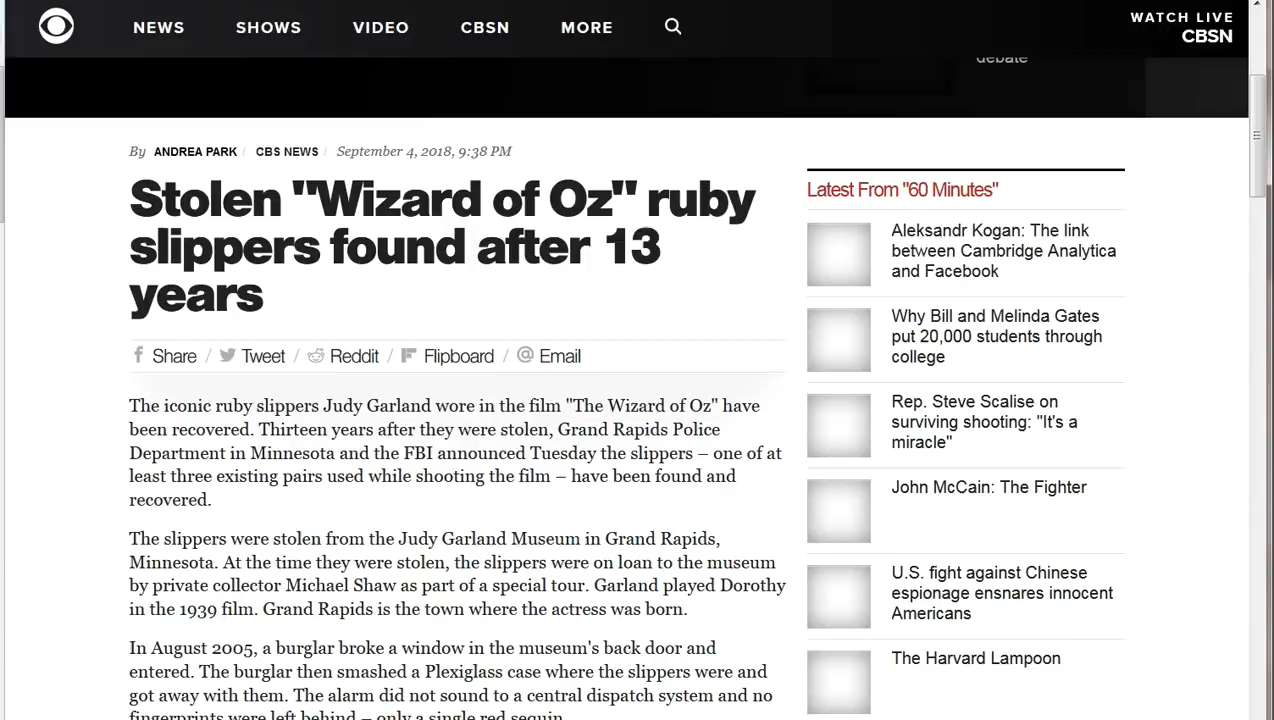 NEWS SHOWS VIDEO CBSN MORE
WATCH LIVE
CBSN
debate
By ANDREA PARK / CBS NEWS / September 4, 2018, 9:38 PM
Stolen "Wizard of Oz" ruby
slippers found after 13
years
Share / Tweet / Reddit / Flipboard / Email
The iconic ruby slippers Judy Garland wore in the film "The Wizard of Oz" have
been recovered. Thirteen years after they were stolen, Grand Rapids Police
Department in Minnesota and the FBI announced Tuesday the slippers – one of at
least three existing pairs used while shooting the film – have been found and
recovered.
The slippers were stolen from the Judy Garland Museum in Grand Rapids,
Minnesota. At the time they were stolen, the slippers were on loan to the museum
by private collector Michael Shaw as part of a special tour. Garland played Dorothy
in the 1939 film. Grand Rapids is the town where the actress was born.
In August 2005, a burglar broke a window in the museum's back door and
entered. The burglar then smashed a Plexiglass case where the slippers were and
got away with them. The alarm did not sound to a central dispatch system and no
fingerprints were left behind – only a single red sequin.
Latest From "60 Minutes"
Aleksandr Kogan: The link
between Cambridge Analytica
and Facebook
Why Bill and Melinda Gates
put 20,000 students through
college
Rep. Steve Scalise on
surviving shooting: "It's a
miracle"
John McCain: The Fighter
U.S. fight against Chinese
espionage ensnares innocent
Americans
The Harvard Lampoon